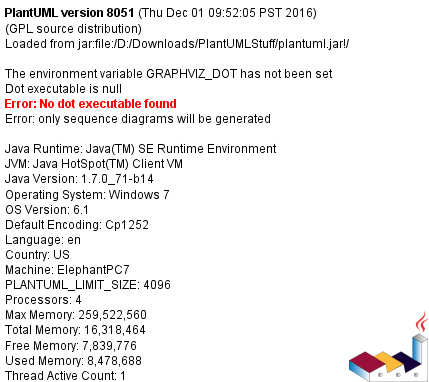 PlantUML version 8051 (Thu Dec 01 09:52:05 PST 2016)
(GPL source distribution)
Loaded from jar:file:/D:/Downloads/PlantUMLStuff/plantuml.jar!/
The environment variable GRAPHVIZ_DOT has not been set
Dot executable is null
Error: No dot executable found
Error: only sequence diagrams will be generated
Java Runtime: Java(TM) SE Runtime Environment
JVM: Java HotSpot(TM) Client VM
Java Version: 1.7.0_71-b14
Operating System: Windows 7
OS Version: 6.1
Default Encoding: Cp1252
Language: en
Country: US
Machine: ElephantPC7
PLANTUML_LIMIT_SIZE: 4096
Processors: 4
Max Memory: 259,522,560
Total Memory: 16,318,464
Free Memory: 7,839,776
Used Memory: 8,478,688
Thread Active Count: 1